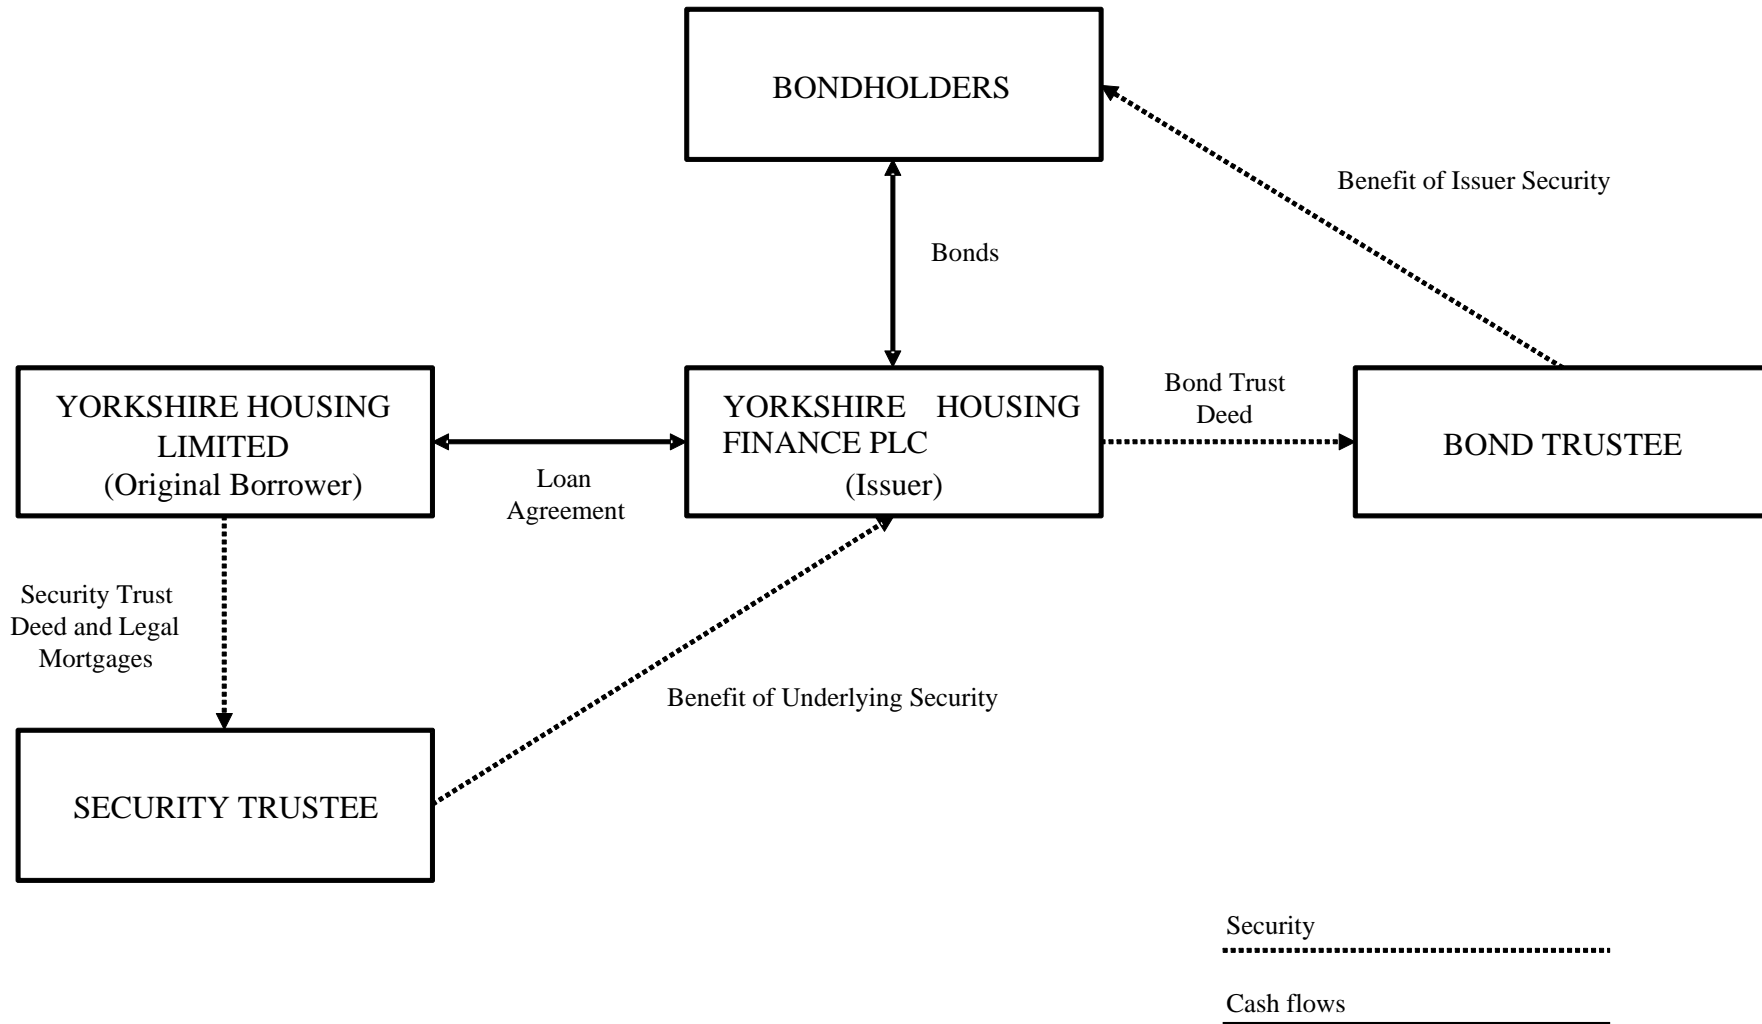 BONDHOLDERS
Benefit of Issuer Security
Bonds
YORKSHIRE HOUSING
LIMITED
(Original Borrower)
Loan
Agreement
YORKSHIRE HOUSING
FINANCE PLC
(Issuer)
Bond Trust
Deed
BOND TRUSTEE
Security Trust
Deed and Legal
Mortgages
Benefit of Underlying Security
SECURITY TRUSTEE
Security
Cash flows